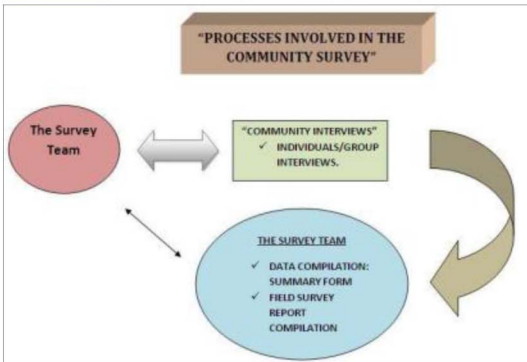 "PROCESSES INVOLVED IN THE
COMMUNITY SURVEY"
The Survey
Team
"COMMUNITY INTERVIEWS"
✓ INDIVIDUALS/GROUP
INTERVIEWS.
THE SURVEY TEAM
✓ DATA COMPILATION:
SUMMARY FORM
✓ FIELD SURVEY
REPORT
COMPILATION